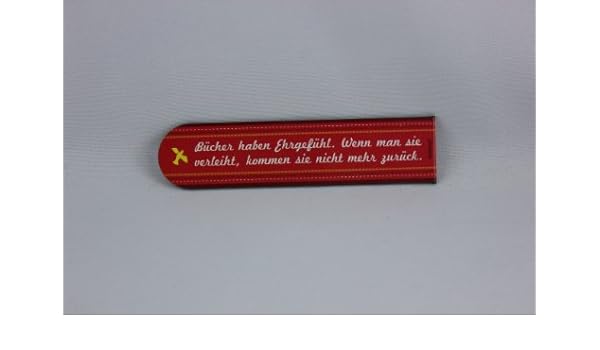 Bücher haben Ehrgefühl. Wenn man sie
verleiht, kommen sie nicht mehr zurück.